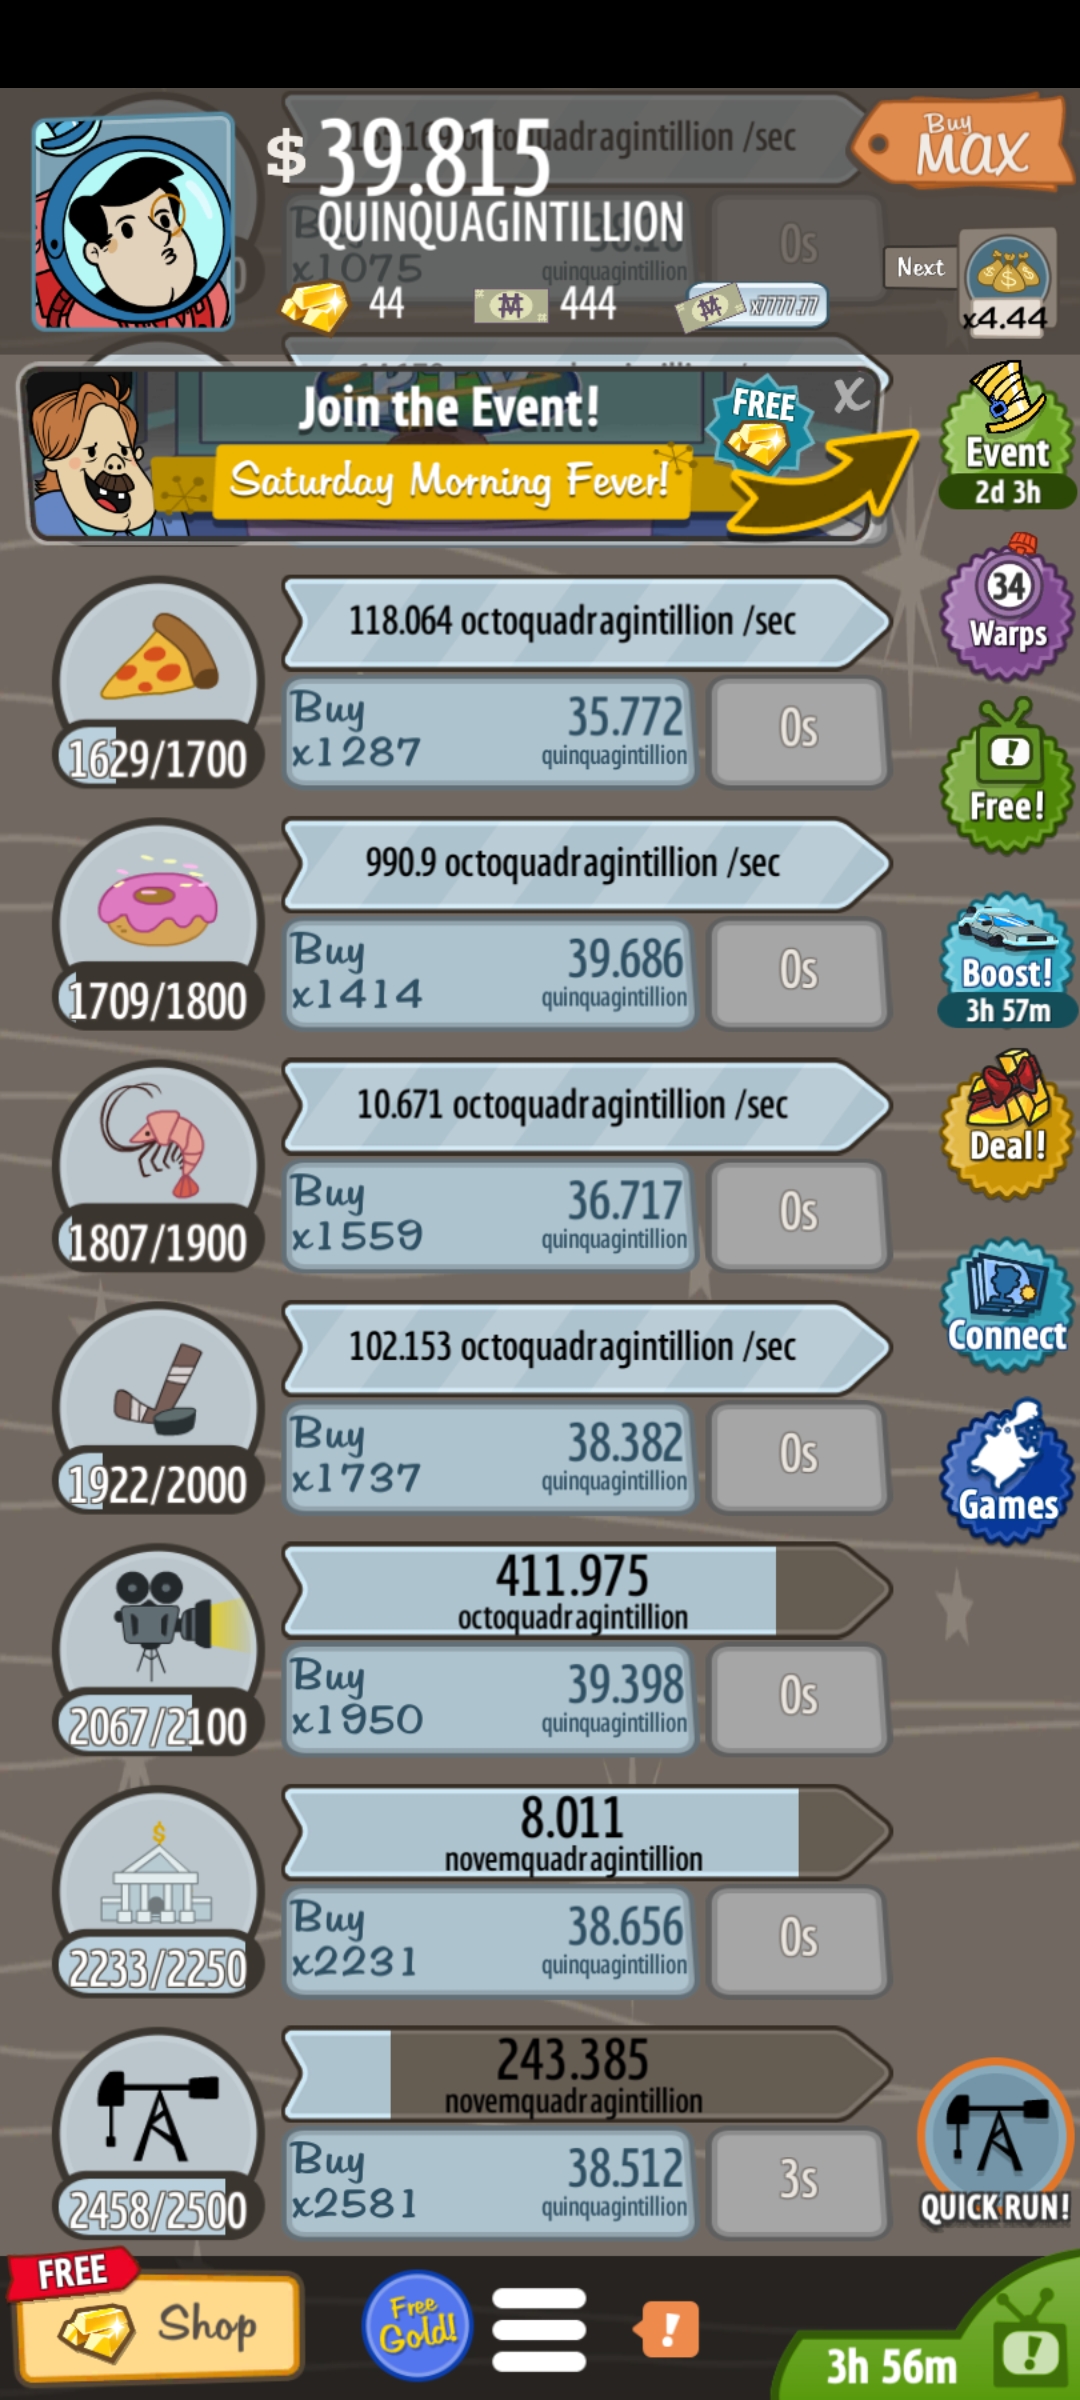 octoquadragintillion /sec
Buy
MAX
$ 39.815
QUINQUAGINTILLION
Buy
x1075
quinquagintillion
0s
Next
44
444
x7777.77
x4.44
Join the Event!
FREE
X
Saturday Morning Fever!
Event
2d 3h
118.064 octoquadragintillion /sec
34
Warps
Buy
x1287
35.772
quinquagintillion
0s
1629/1700
Free!
990.9 octoquadragintillion /sec
Buy
x1414
39.686
quinquagintillion
0s
1709/1800
Boost!
3h 57m
10.671 octoquadragintillion /sec
Deal!
Buy
x1559
36.717
quinquagintillion
0s
1807/1900
102.153 octoquadragintillion /sec
Connect
Buy
x1737
38.382
quinquagintillion
0s
1922/2000
Games
411.975
octoquadragintillion
Buy
x1950
39.398
quinquagintillion
0s
2067/2100
8.011
novemquadragintillion
Buy
x2231
38.656
quinquagintillion
0s
2233/2250
243.385
novemquadragintillion
Buy
x2581
38.512
quinquagintillion
3s
2458/2500
QUICK RUN!
FREE
Shop
Free
Gold!
!
3h 56m
!